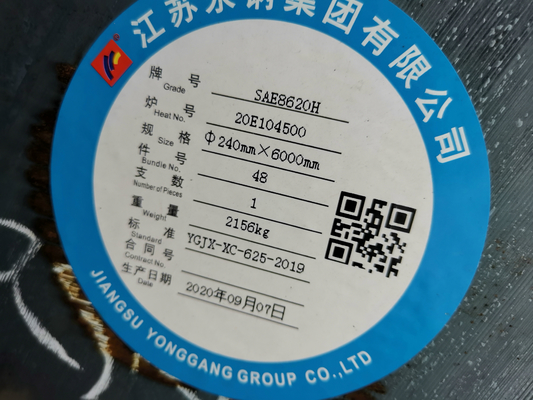 江苏永钢集团有限公司
牌号 Grade SAE8620H
炉号 Heat No. 20E104500
规格 Size Φ240mm×6000mm
件号 Bundle No. 48
支数 Number of Pieces 1
重量 Weight 2156kg
标准 Standard YGJX-XC-625-2019
合同号 Contract No.
生产日期 Date 2020年09月07日
JIANGSU YONGGANG GROUP CO.,LTD